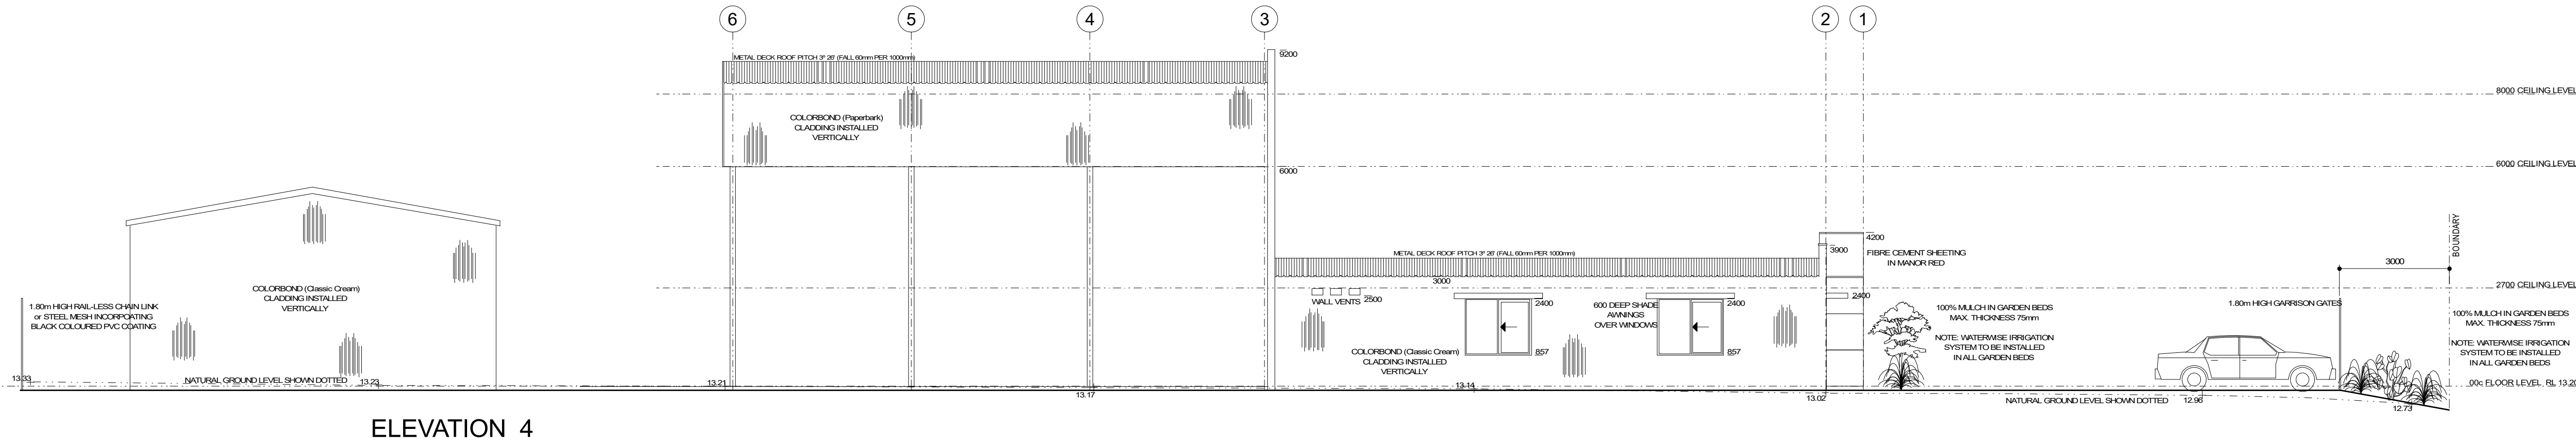 6
5
4
3
2
1
METAL DECK ROOF PITCH 3° 26' (FALL 60mm PER 1000mm)
9200
8000 CEILING LEVEL
COLORBOND (Paperbark)
CLADDING INSTALLED
VERTICALLY
6000
6000 CEILING LEVEL
BOUNDARY
4200
3900
FIBRE CEMENT SHEETING
IN MANOR RED
METAL DECK ROOF PITCH 3° 26' (FALL 60mm PER 1000mm)
3000
3000
2700 CEILING LEVEL
COLORBOND (Classic Cream)
CLADDING INSTALLED
VERTICALLY
1.80m HIGH RAIL-LESS CHAIN LINK
or STEEL MESH INCORPOATING
BLACK COLOURED PVC COATING
WALL VENTS
2500
2400
600 DEEP SHADE
AWNINGS
OVER WINDOWS
2400
2400
857
857
COLORBOND (Classic Cream)
CLADDING INSTALLED
VERTICALLY
100% MULCH IN GARDEN BEDS
MAX. THICKNESS 75mm
NOTE: WATERWISE IRRIGATION
SYSTEM TO BE INSTALLED
IN ALL GARDEN BEDS
1.80m HIGH GARRISON GATES
100% MULCH IN GARDEN BEDS
MAX. THICKNESS 75mm
NOTE: WATERWISE IRRIGATION
SYSTEM TO BE INSTALLED
IN ALL GARDEN BEDS
13.33
NATURAL GROUND LEVEL SHOWN DOTTED
13.23
13.21
13.17
13.14
13.02
NATURAL GROUND LEVEL SHOWN DOTTED
12.96
12.73
00c FLOOR LEVEL RL 13.20
ELEVATION 4